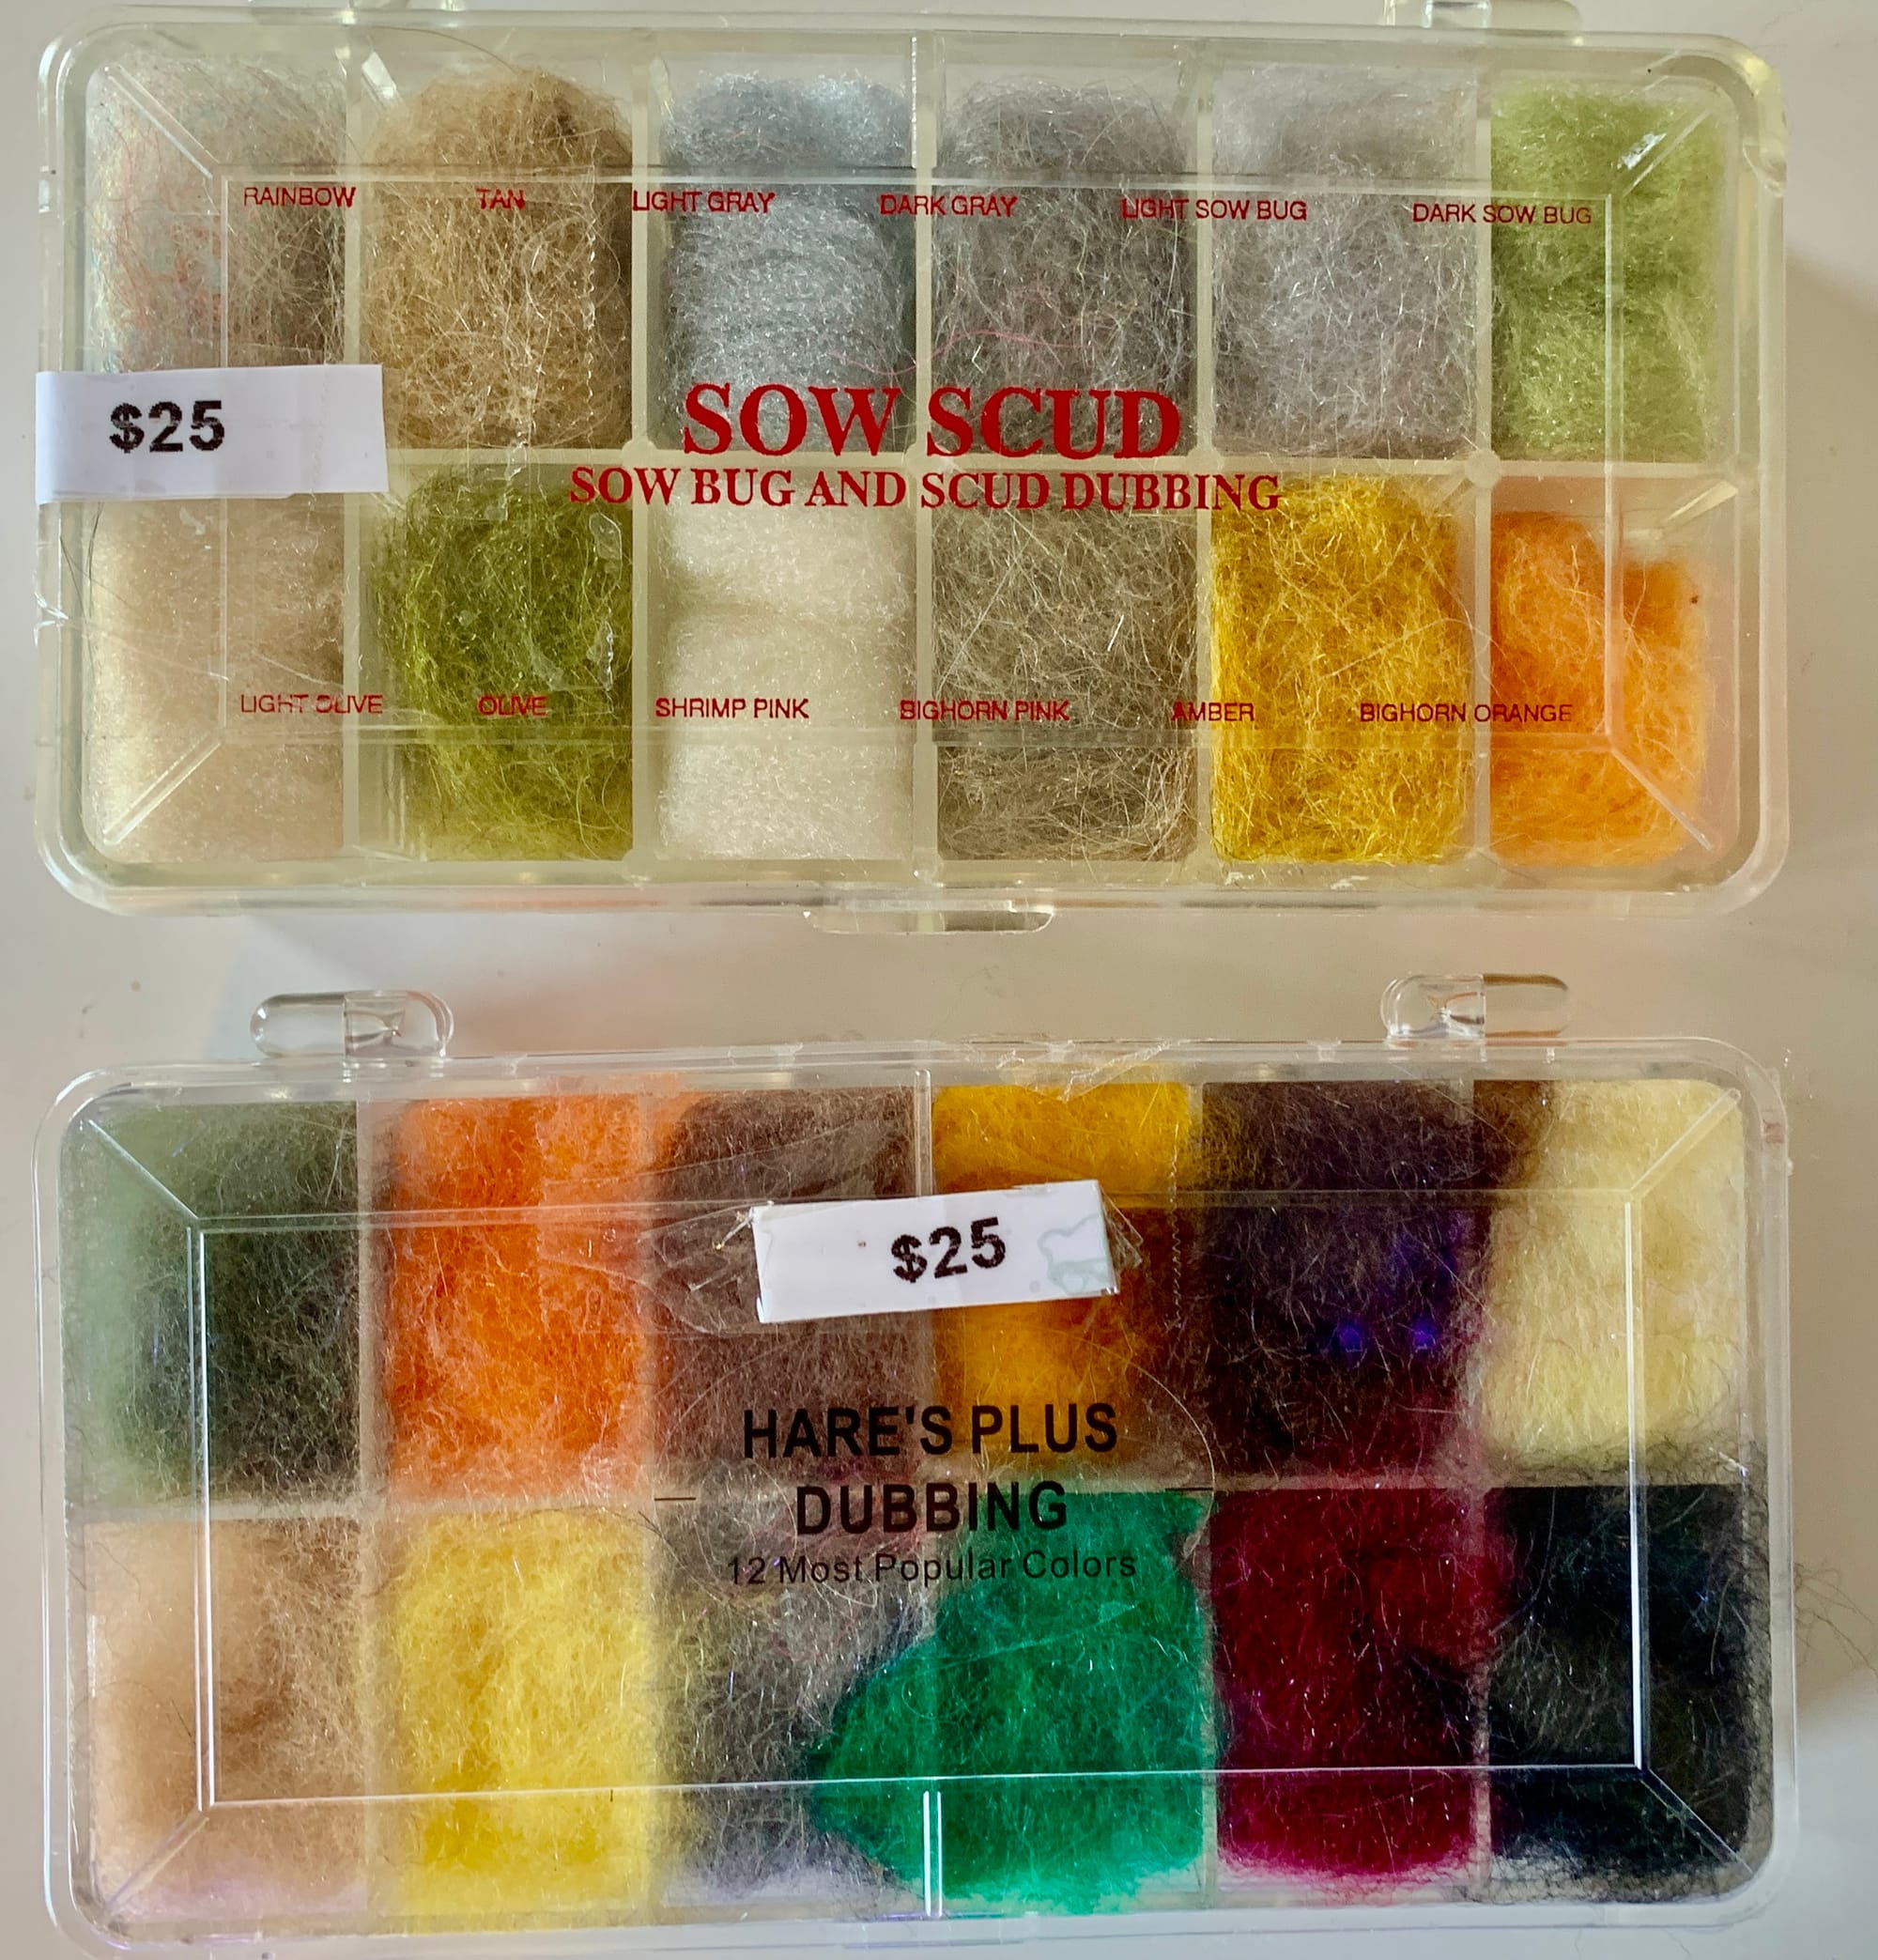 RAINBOW TAN LIGHT GRAY DARK GRAY LIGHT SOW BUG DARK SOW BUG
$25
SOW SCUD
SOW BUG AND SCUD DUBBING
LIGHT OLIVE OLIVE SHRIMP PINK BIGHORN PINK AMBER BIGHORN ORANGE
$25
HARE'S PLUS
DUBBING
12 Most Popular Colors